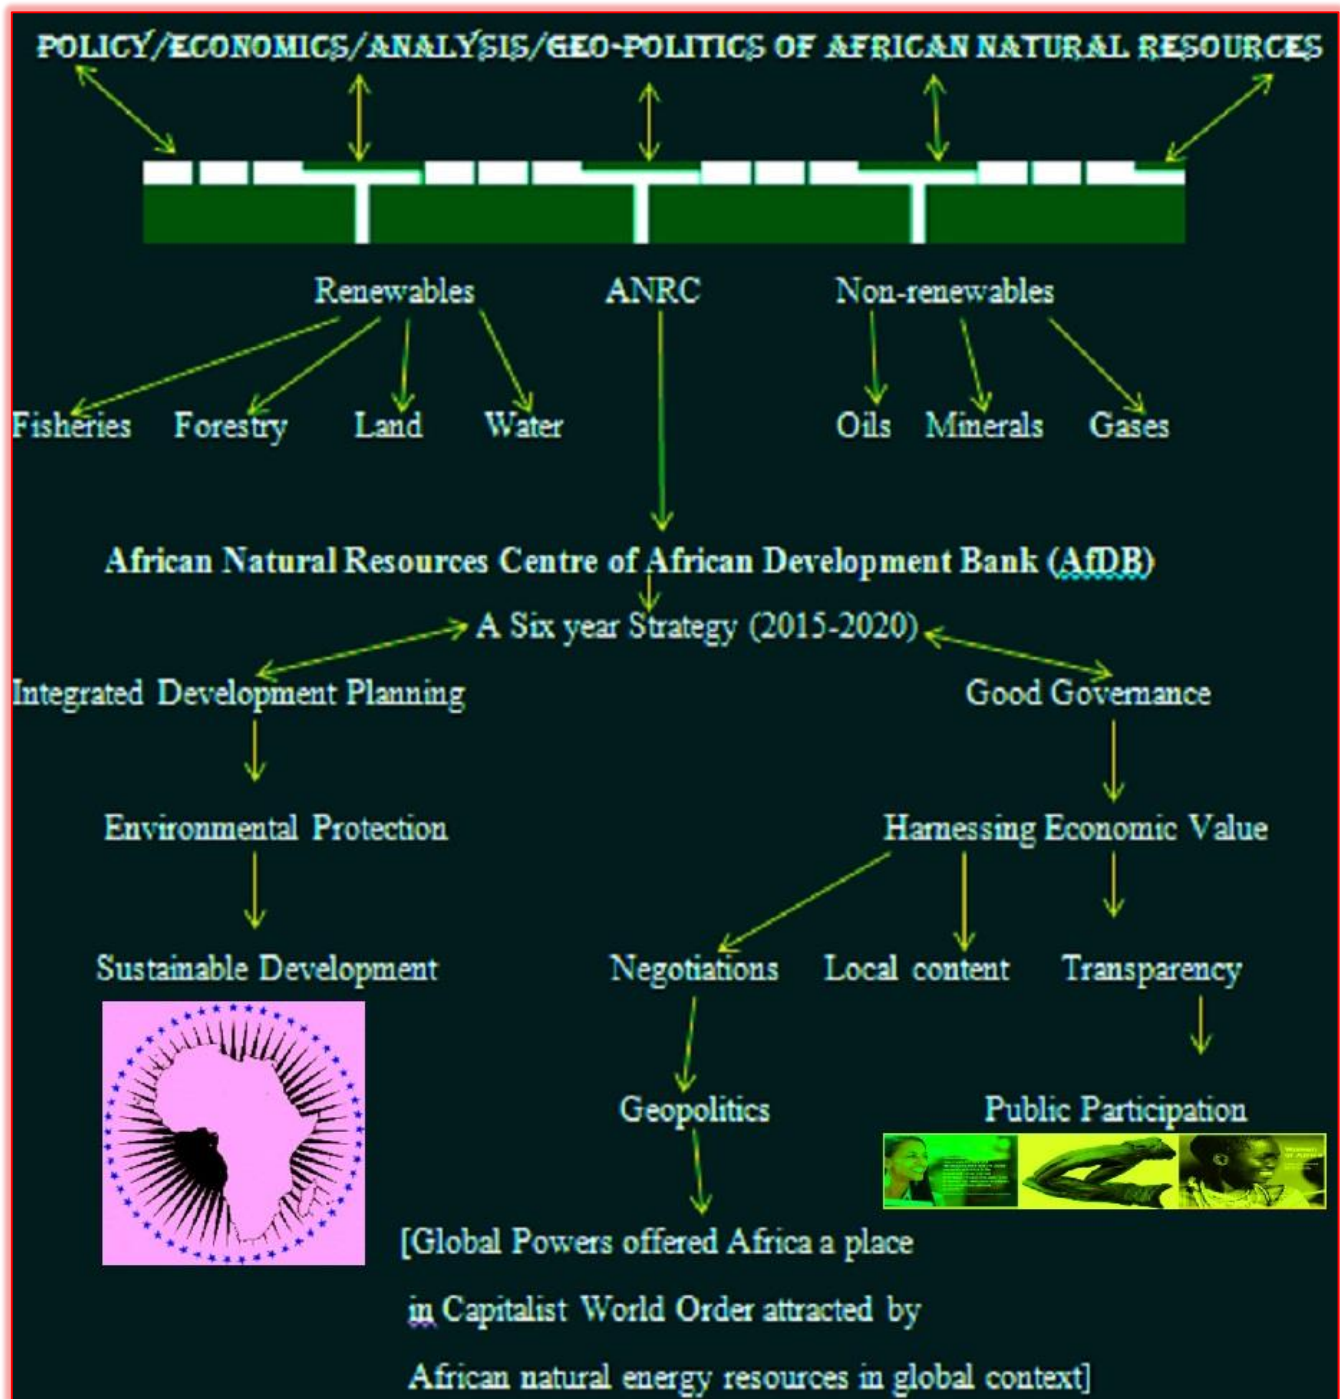 POLICY/ECONOMICS/ANALYSIS/GEO-POLITICS OF AFRICAN NATURAL RESOURCES
Renewables ANRC Non-renewables
Fisheries Forestry Land Water Oils Minerals Gases
African Natural Resources Centre of African Development Bank (AfDB)
A Six year Strategy (2015-2020)
Integrated Development Planning Good Governance
Environmental Protection Harnessing Economic Value
Sustainable Development Negotiations Local content Transparency
Geopolitics Public Participation
[Global Powers offered Africa a place
in Capitalist World Order attracted by
African natural energy resources in global context]